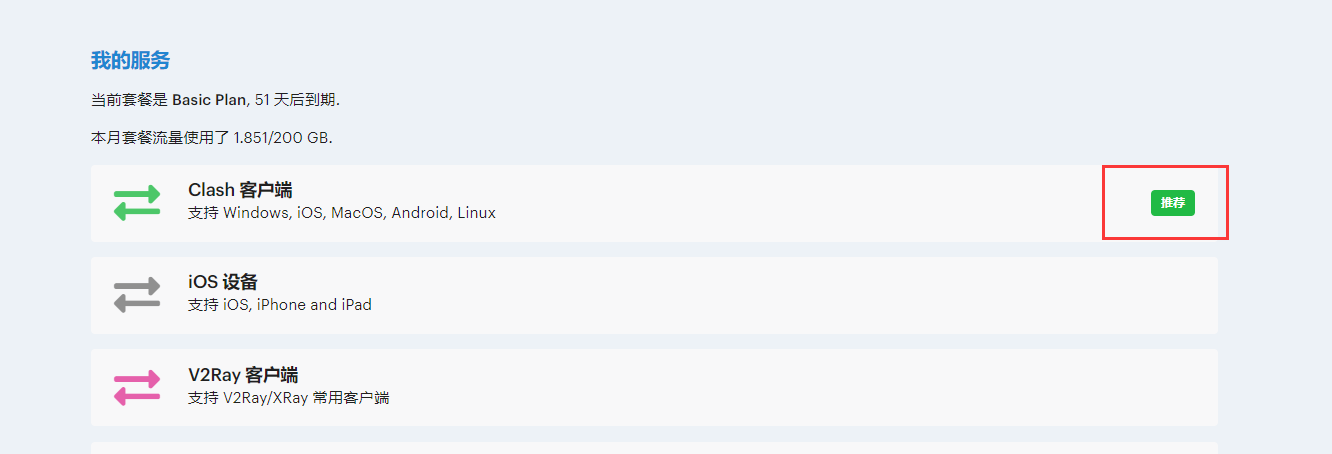 我的服务
当前套餐是 Basic Plan, 51 天后到期.
本月套餐流量使用了 1.851/200 GB.
Clash 客户端
支持 Windows, iOS, MacOS, Android, Linux
推荐
iOS 设备
支持 iOS, iPhone and iPad
V2Ray 客户端
支持 V2Ray/XRay 常用客户端